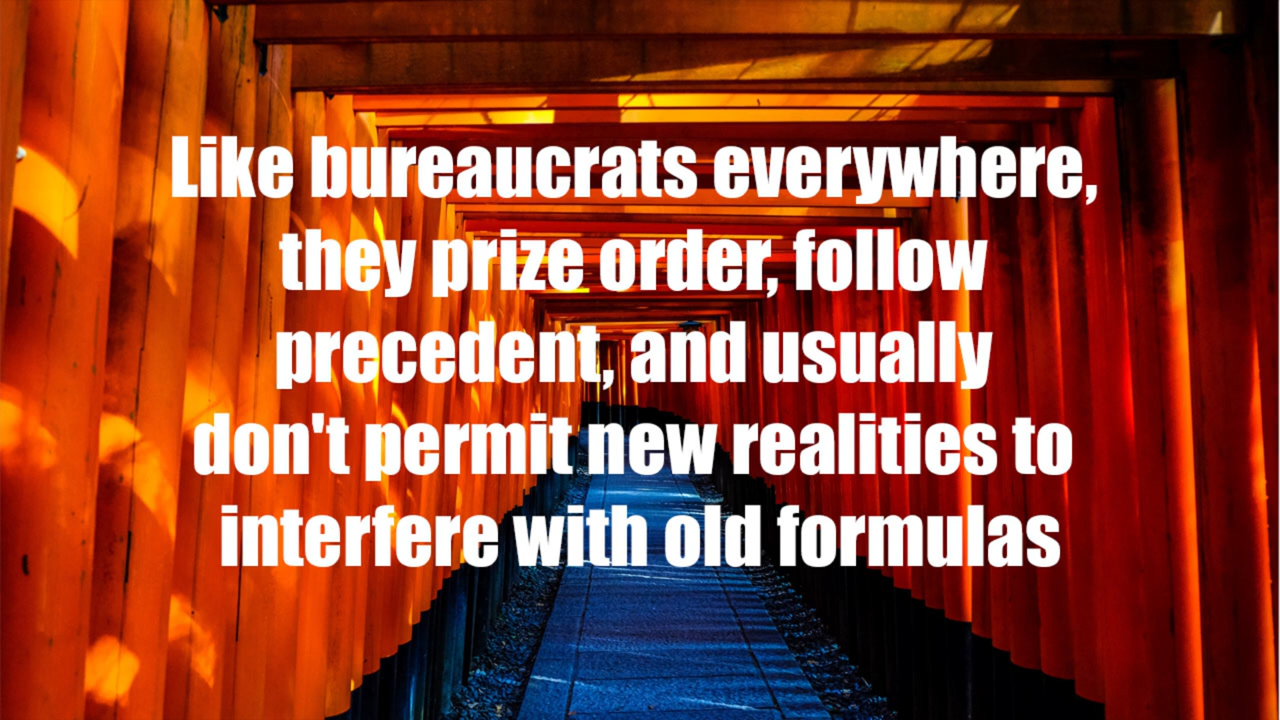 Like bureaucrats everywhere,
they prize order, follow
precedent, and usually
don't permit new realities to
interfere with old formulas